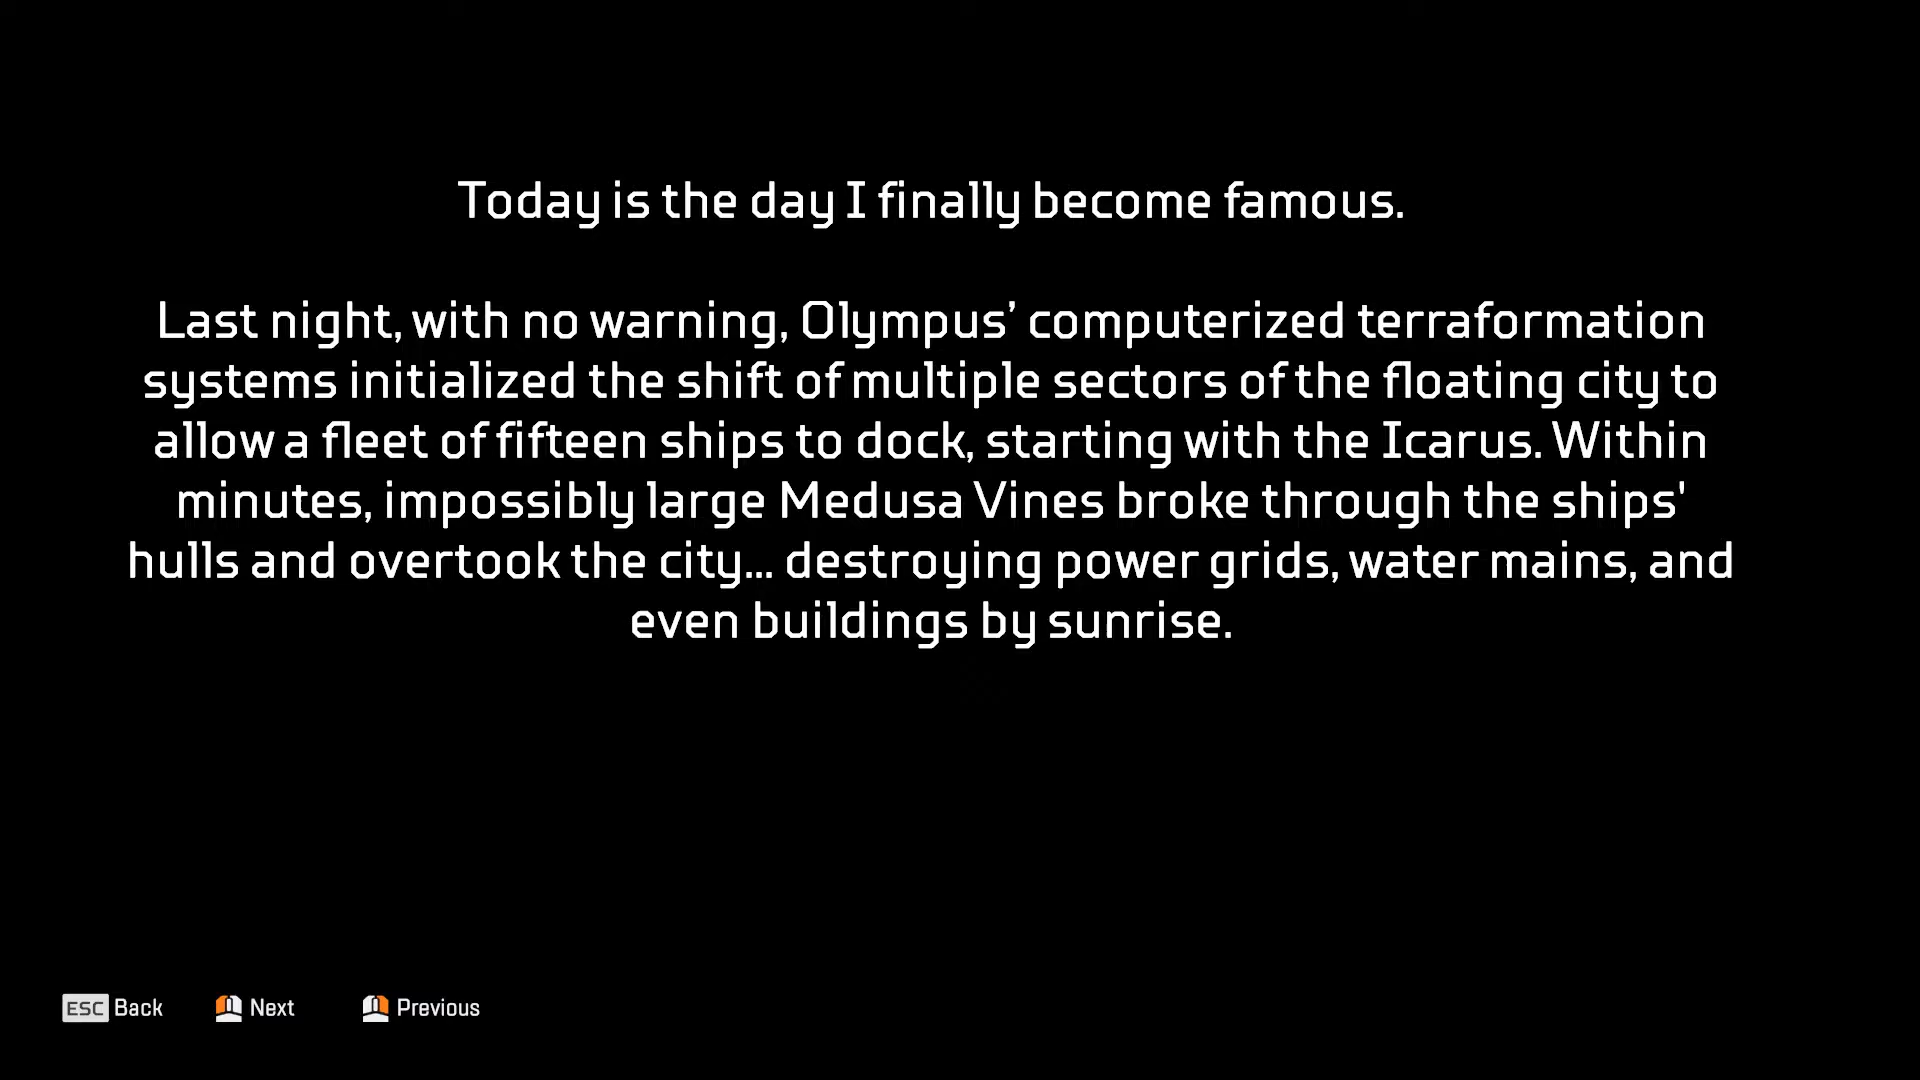 Today is the day I finally become famous.
Last night, with no warning, Olympus’ computerized terraformation
systems initialized the shift of multiple sectors of the floating city to
allow a fleet of fifteen ships to dock, starting with the Icarus. Within
minutes, impossibly large Medusa Vines broke through the ships'
hulls and overtook the city... destroying power grids, water mains, and
even buildings by sunrise.
ESC Back Next Previous